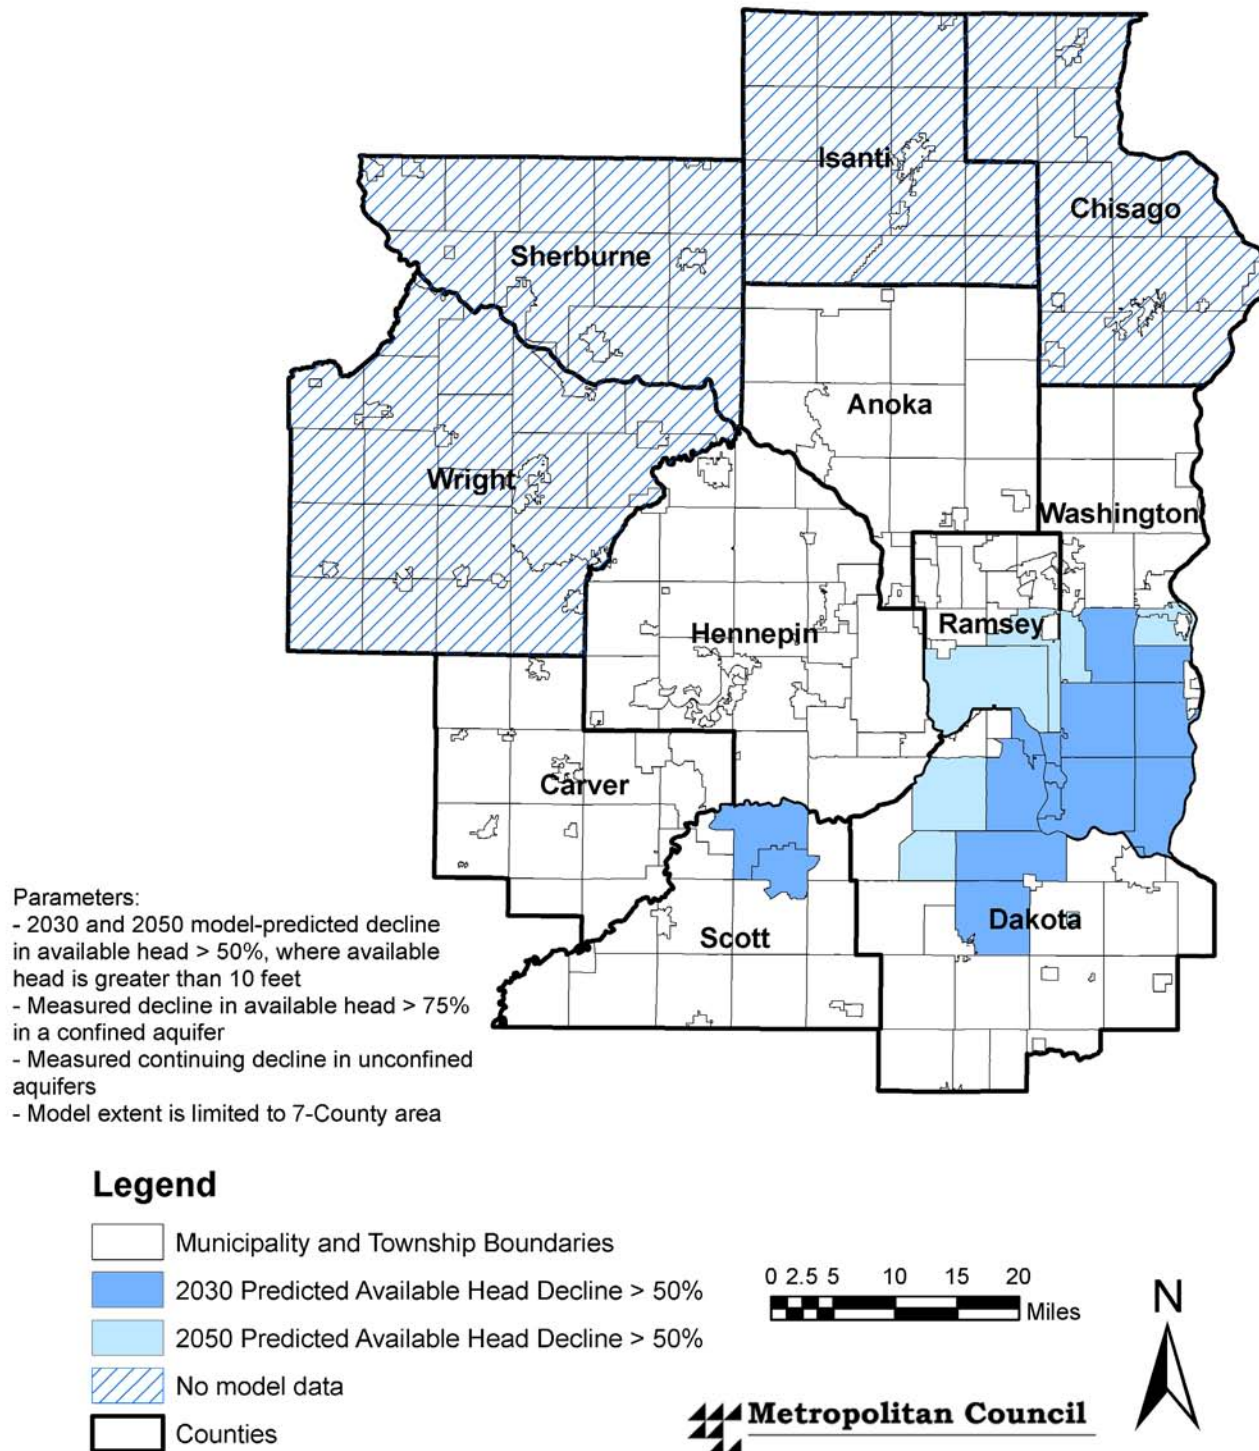 Isanti
Chisago
Sherburne
Anoka
Wright
Washington
Ramsey
Hennepin
Carver
Dakota
Scott
Parameters:
- 2030 and 2050 model-predicted decline
in available head > 50%, where available
head is greater than 10 feet
- Measured decline in available head > 75%
in a confined aquifer
- Measured continuing decline in unconfined
aquifers
- Model extent is limited to 7-County area
Legend
Municipality and Township Boundaries
2030 Predicted Available Head Decline > 50%
2050 Predicted Available Head Decline > 50%
No model data
Counties
0 2.5 5 10 15 20
Miles
N
Metropolitan Council